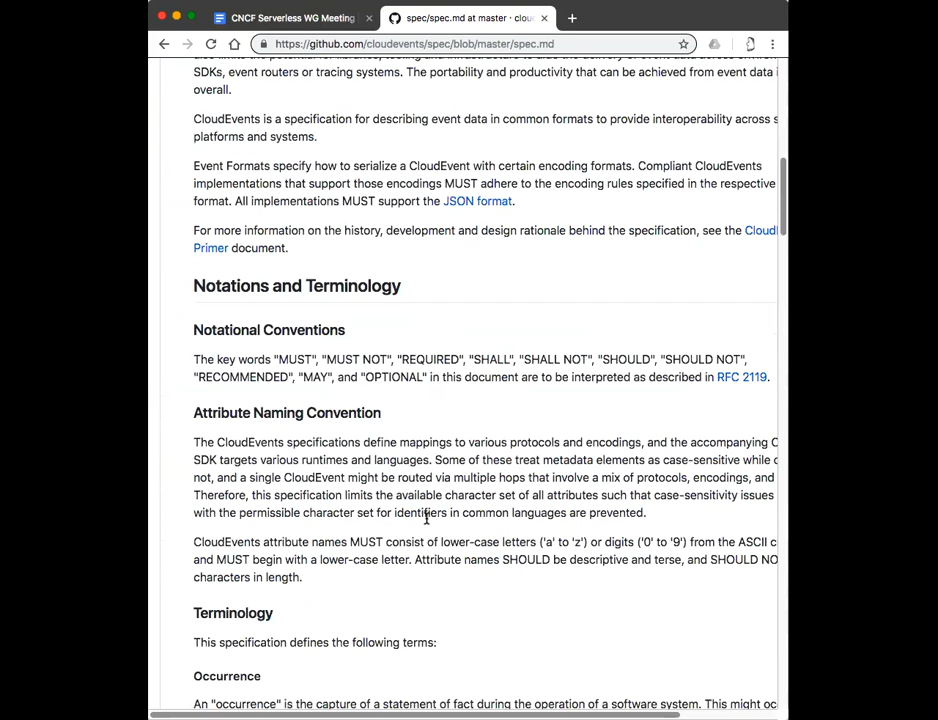 CNCF Serverless WG Meeting
spec/spec.md at master · clou
https://github.com/cloudevents/spec/blob/master/spec.md
SDKs, event routers or tracing systems. The portability and productivity that can be achieved from event data i
overall.
CloudEvents is a specification for describing event data in common formats to provide interoperability across s
platforms and systems.
Event Formats specify how to serialize a CloudEvent with certain encoding formats. Compliant CloudEvents
implementations that support those encodings MUST adhere to the encoding rules specified in the respective
format. All implementations MUST support the JSON format.
For more information on the history, development and design rationale behind the specification, see the Cloud
Primer document.
Notations and Terminology
Notational Conventions
The key words "MUST", "MUST NOT", "REQUIRED", "SHALL", "SHALL NOT", "SHOULD", "SHOULD NOT",
"RECOMMENDED", "MAY", and "OPTIONAL" in this document are to be interpreted as described in RFC 2119.
Attribute Naming Convention
The CloudEvents specifications define mappings to various protocols and encodings, and the accompanying C
SDK targets various runtimes and languages. Some of these treat metadata elements as case-sensitive while o
not, and a single CloudEvent might be routed via multiple hops that involve a mix of protocols, encodings, and
Therefore, this specification limits the available character set of all attributes such that case-sensitivity issues
with the permissible character set for identifiers in common languages are prevented.
CloudEvents attribute names MUST consist of lower-case letters ('a' to 'z') or digits ('0' to '9') from the ASCII c
and MUST begin with a lower-case letter. Attribute names SHOULD be descriptive and terse, and SHOULD NO
characters in length.
Terminology
This specification defines the following terms:
Occurrence
An "occurrence" is the capture of a statement of fact during the operation of a software system. This might oc